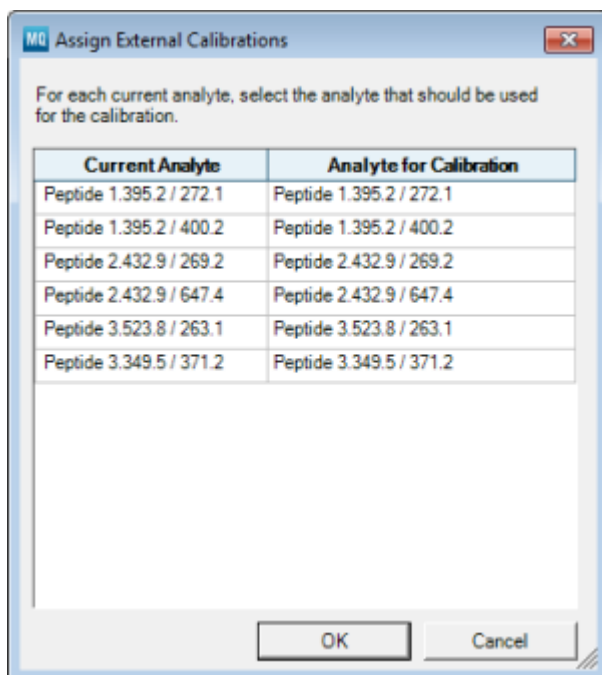 MQ Assign External Calibrations
For each current analyte, select the analyte that should be used
for the calibration.
Current Analyte Analyte for Calibration
Peptide 1.395.2 / 272.1 Peptide 1.395.2 / 272.1
Peptide 1.395.2 / 400.2 Peptide 1.395.2 / 400.2
Peptide 2.432.9 / 269.2 Peptide 2.432.9 / 269.2
Peptide 2.432.9 / 647.4 Peptide 2.432.9 / 647.4
Peptide 3.523.8 / 263.1 Peptide 3.523.8 / 263.1
Peptide 3.349.5 / 371.2 Peptide 3.349.5 / 371.2
OK Cancel